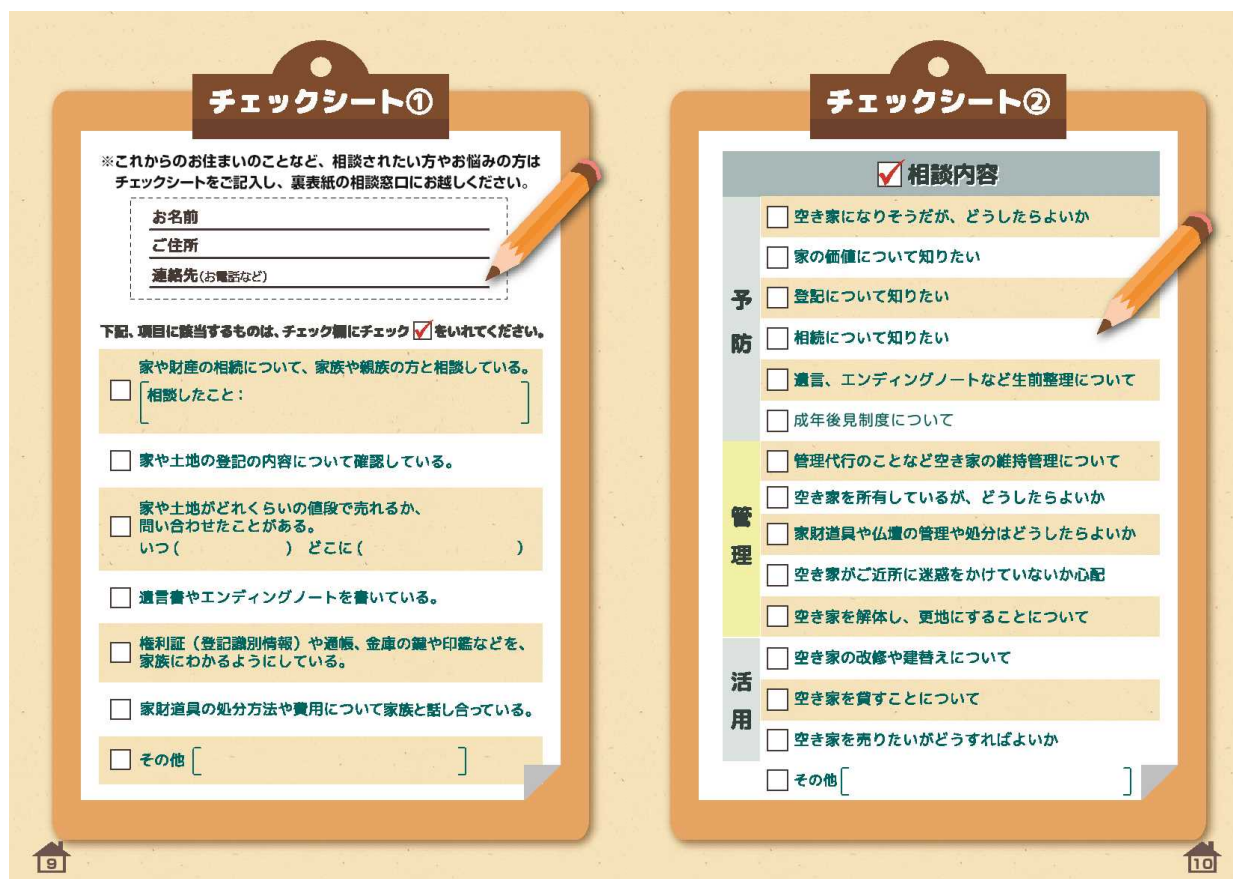 チェックシート①
※これからのお住まいのことなど、相談されたい方やお悩みの方は
チェックシートをご記入し、裏表紙の相談窓口にお越しください。
お名前
ご住所
連絡先(お電話など)
下記、項目に該当するものは、チェック欄にチェック☑をいれてください。
家や財産の相続について、家族や親族の方と相談している。
[相談したこと： ]
家や土地の登記の内容について確認している。
家や土地がどれくらいの値段で売れるか、
問い合わせたことがある。
いつ( ) どこに( )
遺言書やエンディングノートを書いている。
権利証（登記識別情報）や通帳、金庫の鍵や印鑑などを、
家族にわかるようにしている。
家財道具の処分方法や費用について家族と話し合っている。
その他[ ]
9
チェックシート②
☑相談内容
予防
空き家になりそうだが、どうしたらよいか
家の価値について知りたい
登記について知りたい
相続について知りたい
遺言、エンディングノートなど生前整理について
成年後見制度について
管理
管理代行のことなど空き家の維持管理について
空き家を所有しているが、どうしたらよいか
家財道具や仏壇の管理や処分はどうしたらよいか
空き家がご近所に迷惑をかけていないか心配
空き家を解体し、更地にすることについて
活用
空き家の改修や建替えについて
空き家を貸すことについて
空き家を売りたいがどうすればよいか
その他[ ]
10